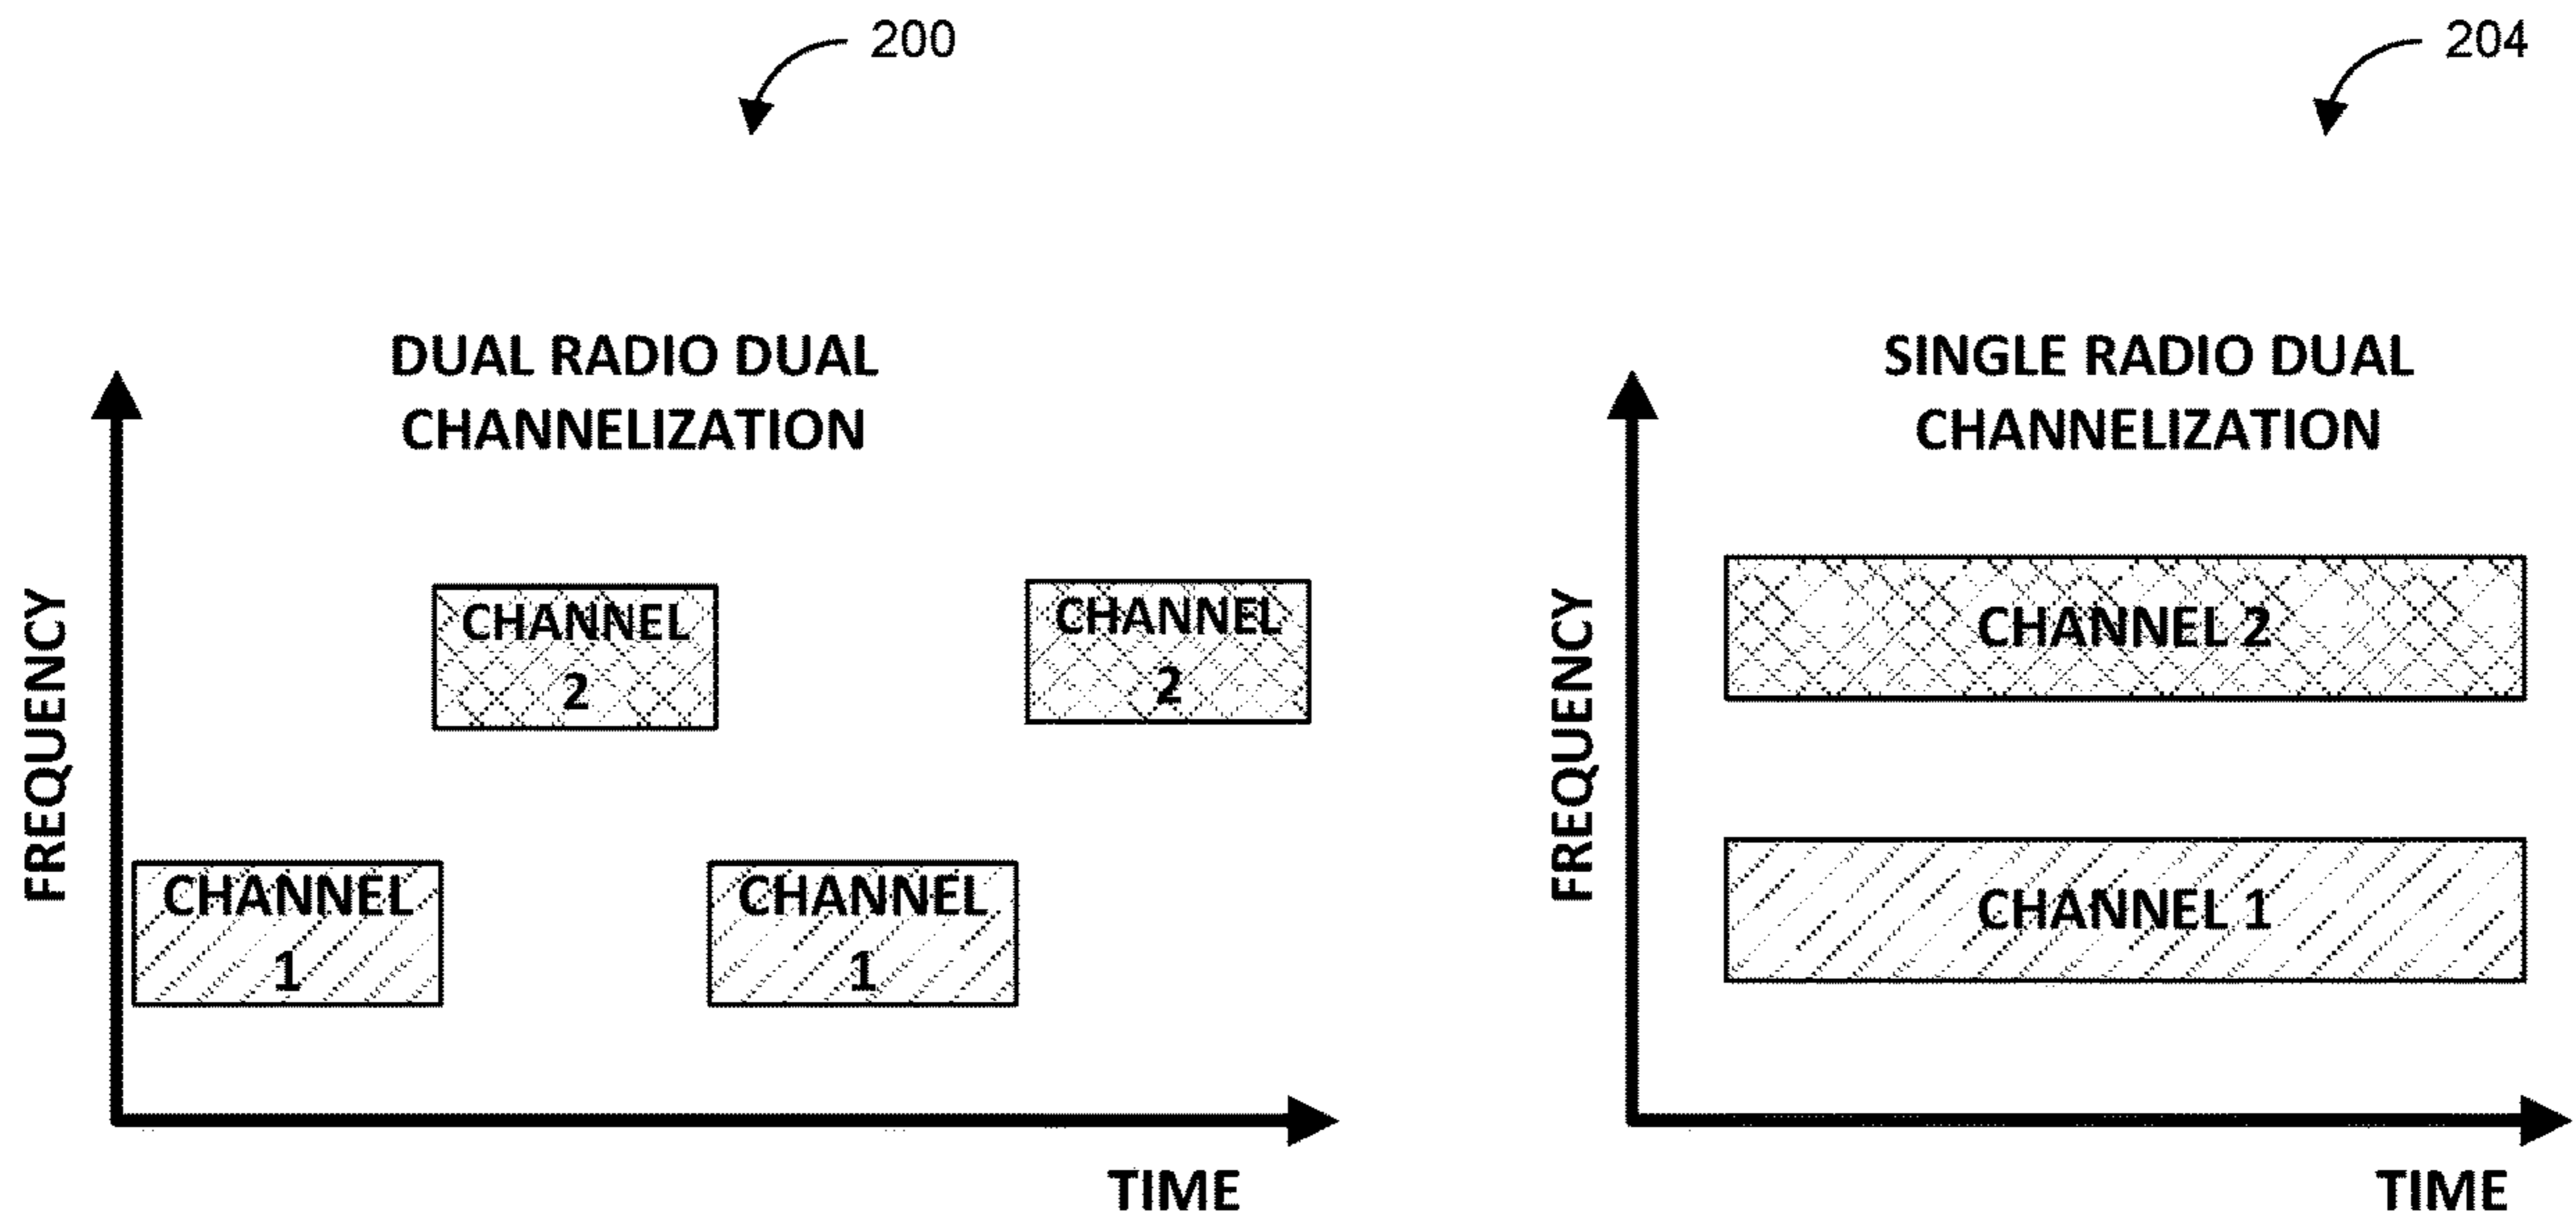 200
DUAL RADIO DUAL
CHANNELIZATION
FREQUENCY
CHANNEL
2
CHANNEL
2
CHANNEL
1
CHANNEL
1
TIME
204
SINGLE RADIO DUAL
CHANNELIZATION
FREQUENCY
CHANNEL 2
CHANNEL 1
TIME